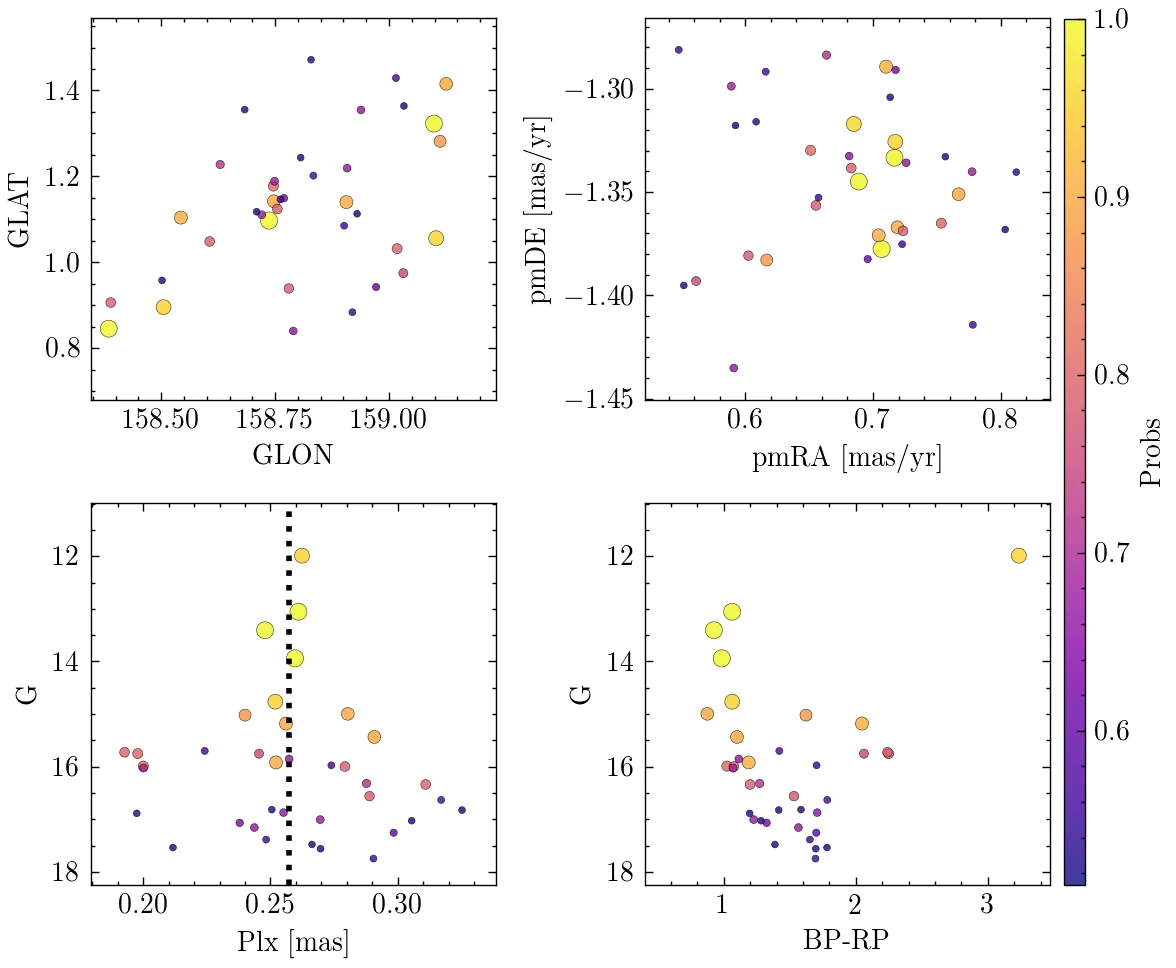 1.4
1.2
1.0
0.8
GLAT
158.50 158.75 159.00
GLON
−1.30
−1.35
−1.40
−1.45
pmDE [mas/yr]
0.6 0.7 0.8
pmRA [mas/yr]
1.0
0.9
0.8
0.7
0.6
Probs
12
14
16
18
G
0.20 0.25 0.30
Plx [mas]
12
14
16
18
G
1 2 3
BP-RP